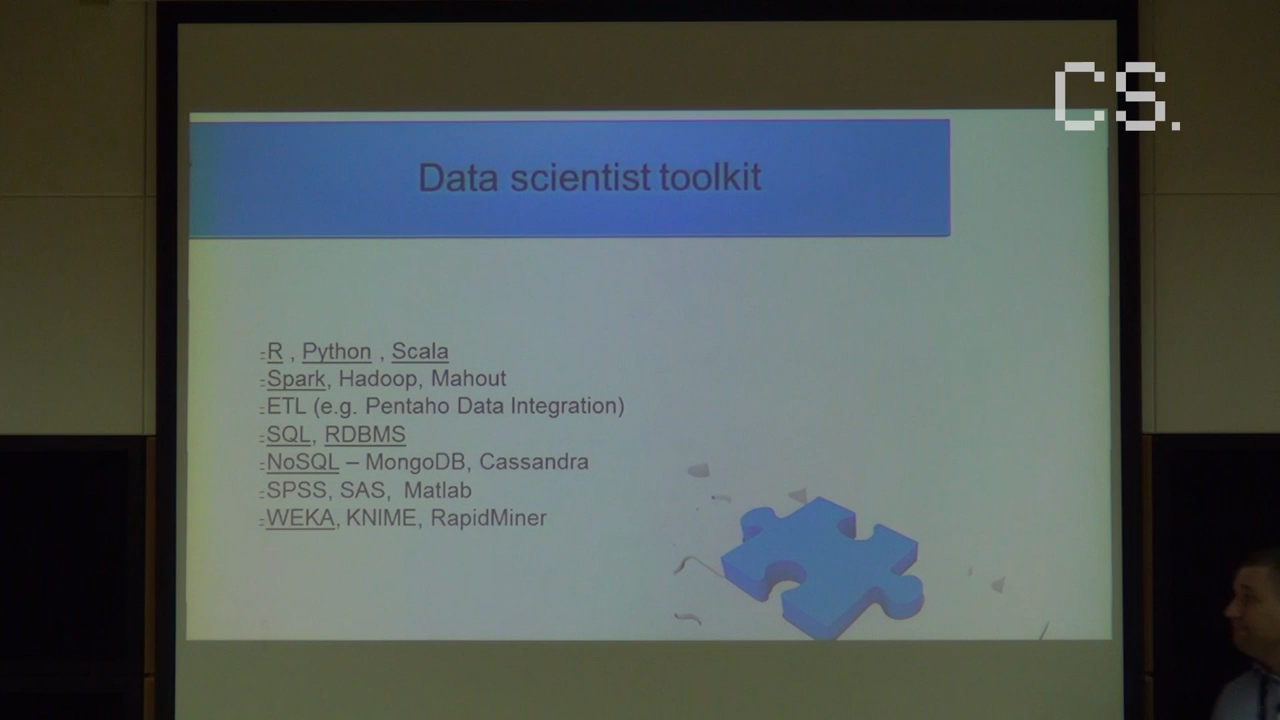 CS.
Data scientist toolkit
-R , Python , Scala
-Spark, Hadoop, Mahout
-ETL (e.g. Pentaho Data Integration)
-SQL, RDBMS
-NoSQL – MongoDB, Cassandra
-SPSS, SAS, Matlab
-WEKA, KNIME, RapidMiner